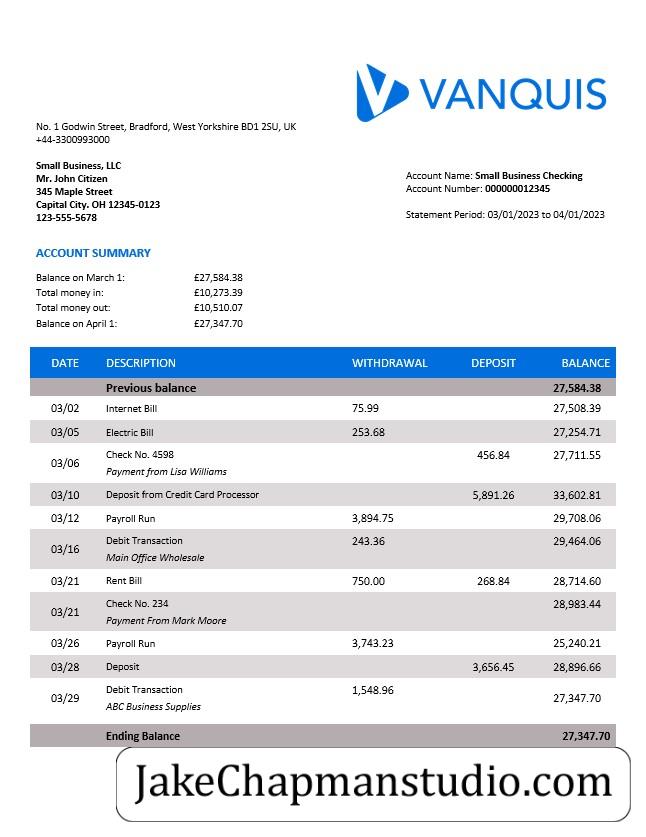 VANQUIS
No. 1 Godwin Street, Bradford, West Yorkshire BD1 2SU, UK
+44-3300993000
Small Business, LLC
Mr. John Citizen
345 Maple Street
Capital City. OH 12345-0123
123-555-5678
Account Name: Small Business Checking
Account Number: 000000012345
Statement Period: 03/01/2023 to 04/01/2023
ACCOUNT SUMMARY
Balance on March 1: £27,584.38
Total money in: £10,273.39
Total money out: £10,510.07
Balance on April 1: £27,347.70
DATE DESCRIPTION WITHDRAWAL DEPOSIT BALANCE
Previous balance 27,584.38
03/02 Internet Bill 75.99 27,508.39
03/05 Electric Bill 253.68 27,254.71
03/06 Check No. 4598 456.84 27,711.55
Payment from Lisa Williams
03/10 Deposit from Credit Card Processor 5,891.26 33,602.81
03/12 Payroll Run 3,894.75 29,708.06
03/16 Debit Transaction 243.36 29,464.06
Main Office Wholesale
03/21 Rent Bill 750.00 268.84 28,714.60
03/21 Check No. 234 28,983.44
Payment From Mark Moore
03/26 Payroll Run 3,743.23 25,240.21
03/28 Deposit 3,656.45 28,896.66
03/29 Debit Transaction 1,548.96 27,347.70
ABC Business Supplies
Ending Balance 27,347.70
JakeChapmanstudio.com